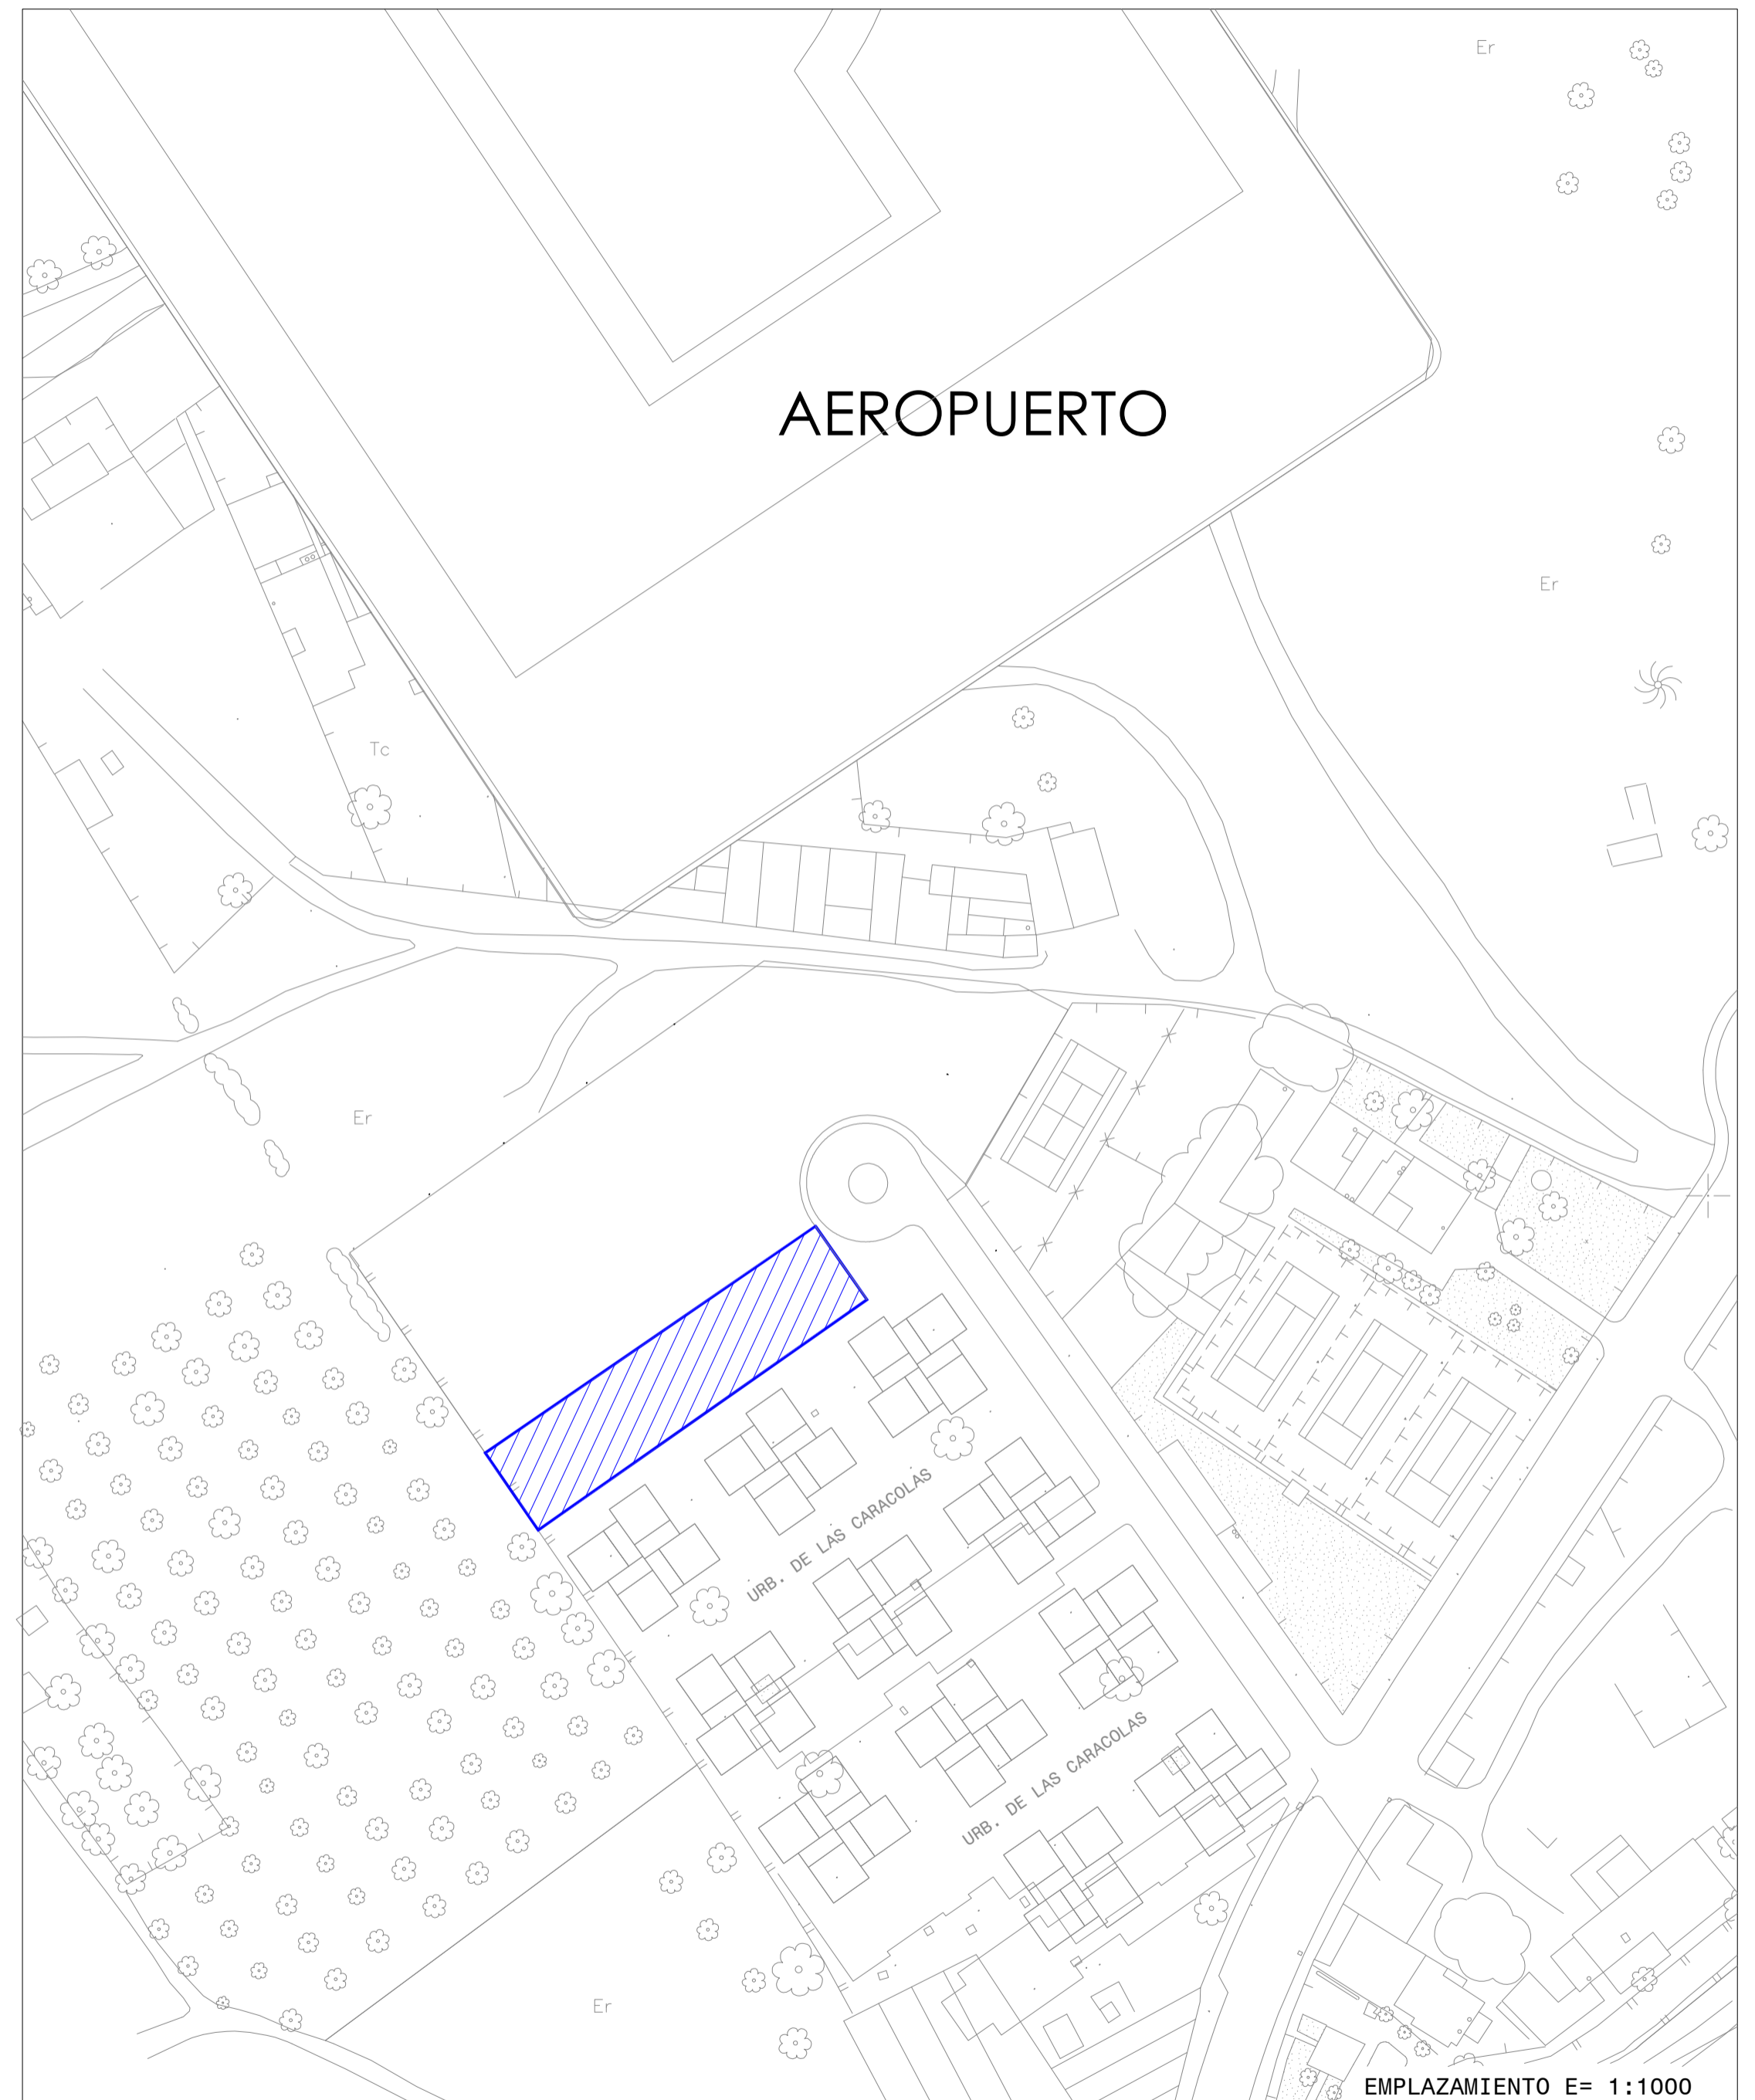 Er
AEROPUERTO
Er
Tc
Er
URB. DE LAS CARACOLAS
URB. DE LAS CARACOLAS
Er
EMPLAZAMIENTO E= 1:1000